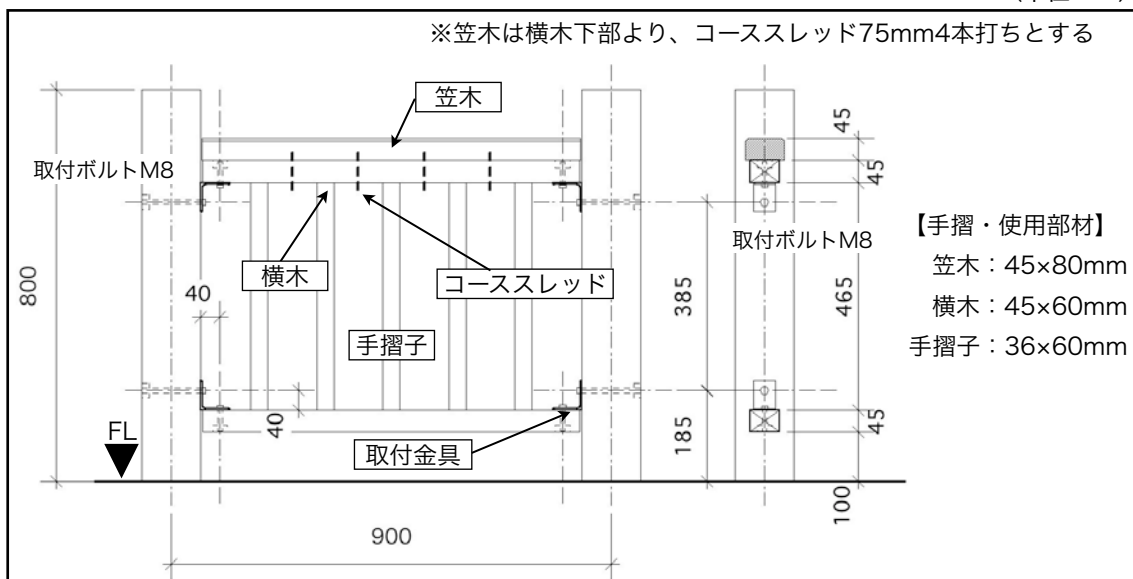 ※笠木は横木下部より、コーススレッド75mm4本打ちとする
笠木
45
取付ボルトM8
45
取付ボルトM8
【手摺・使用部材】
笠木：45×80mm
横木：45×60mm
手摺子：36×60mm
800
40
横木
コーススレッド
385
465
手摺子
40
FL
取付金具
185
45
100
900